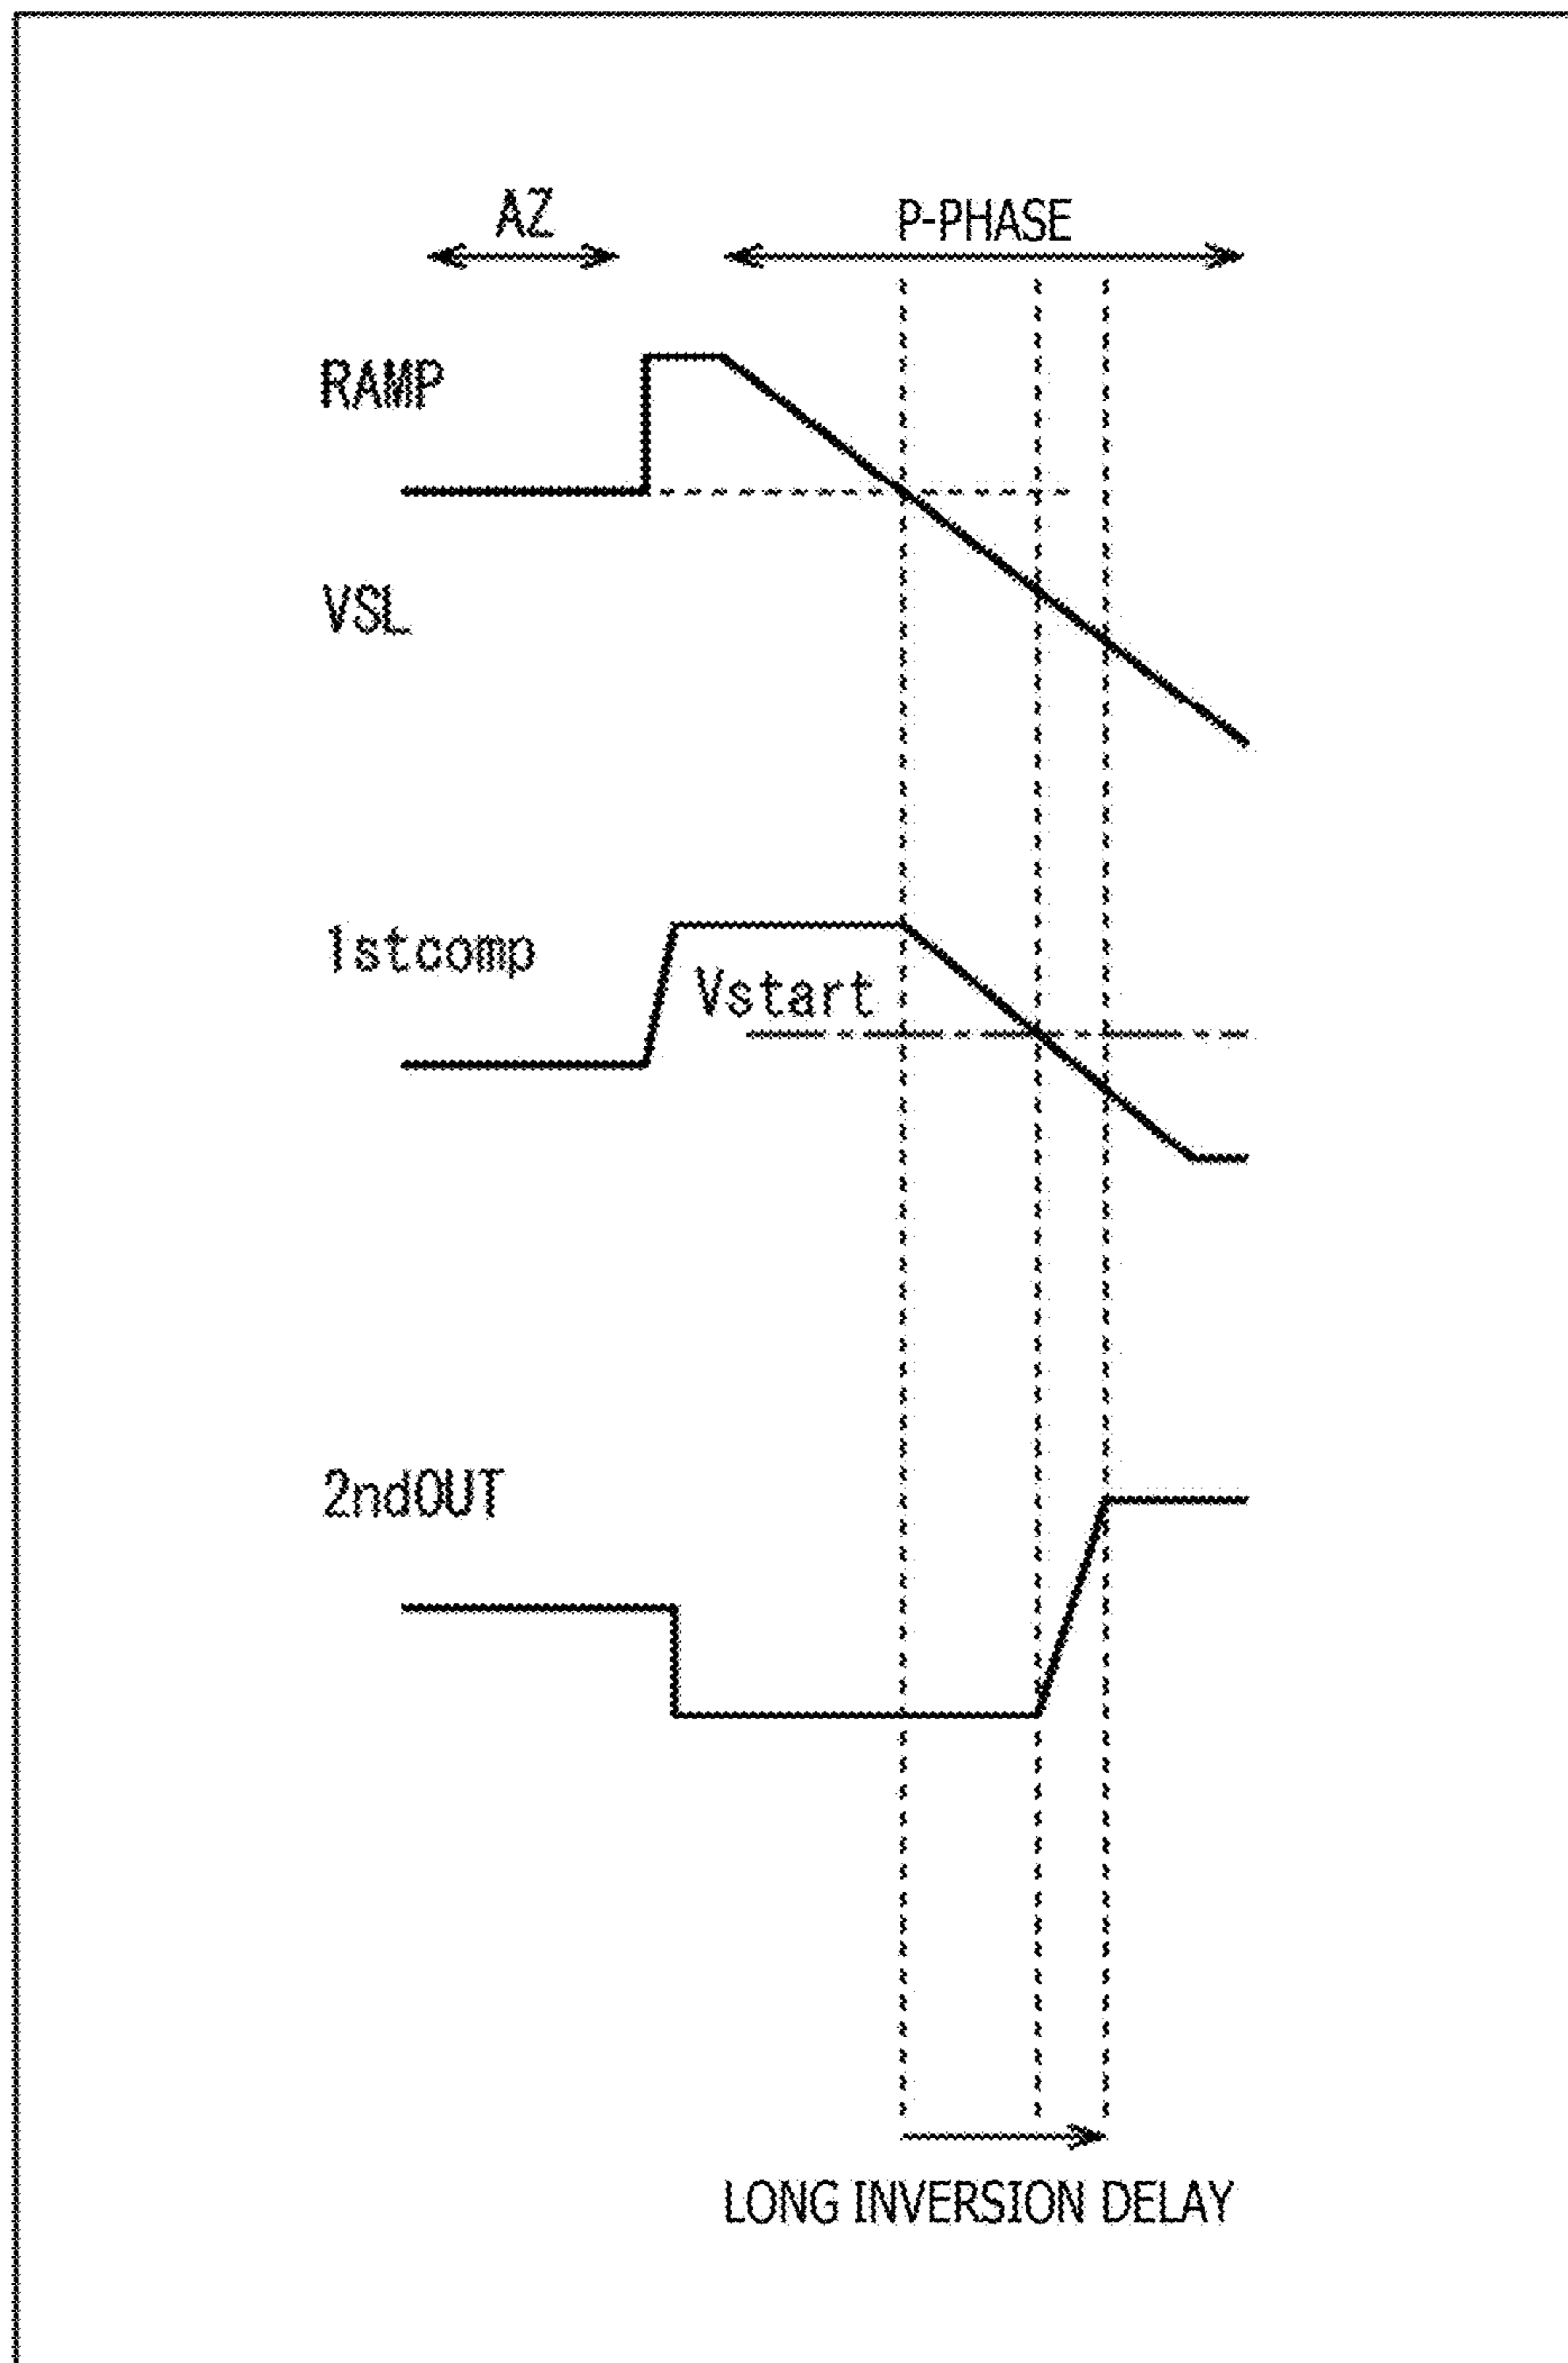 AZ
P-PHASE
RAMP
VSL
1stcomp
Vstart
2ndOUT
LONG INVERSION DELAY